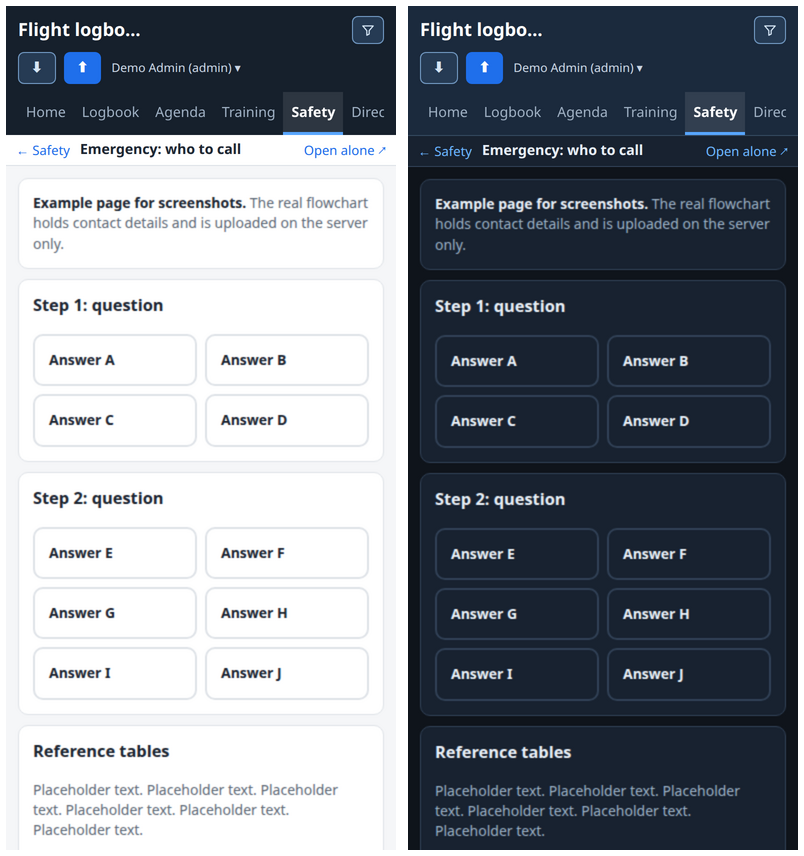 Flight logbo...
⬇ ⬆ Demo Admin (admin) ▾
Home Logbook Agenda Training Safety Direc
← Safety Emergency: who to call Open alone ↗
Example page for screenshots. The real flowchart
holds contact details and is uploaded on the server
only.
Step 1: question
Answer A Answer B
Answer C Answer D
Step 2: question
Answer E Answer F
Answer G Answer H
Answer I Answer J
Reference tables
Placeholder text. Placeholder text. Placeholder
text. Placeholder text. Placeholder text.
Placeholder text.
Flight logbo...
⬇ ⬆ Demo Admin (admin) ▾
Home Logbook Agenda Training Safety Direc
← Safety Emergency: who to call Open alone ↗
Example page for screenshots. The real flowchart
holds contact details and is uploaded on the server
only.
Step 1: question
Answer A Answer B
Answer C Answer D
Step 2: question
Answer E Answer F
Answer G Answer H
Answer I Answer J
Reference tables
Placeholder text. Placeholder text. Placeholder
text. Placeholder text. Placeholder text.
Placeholder text.